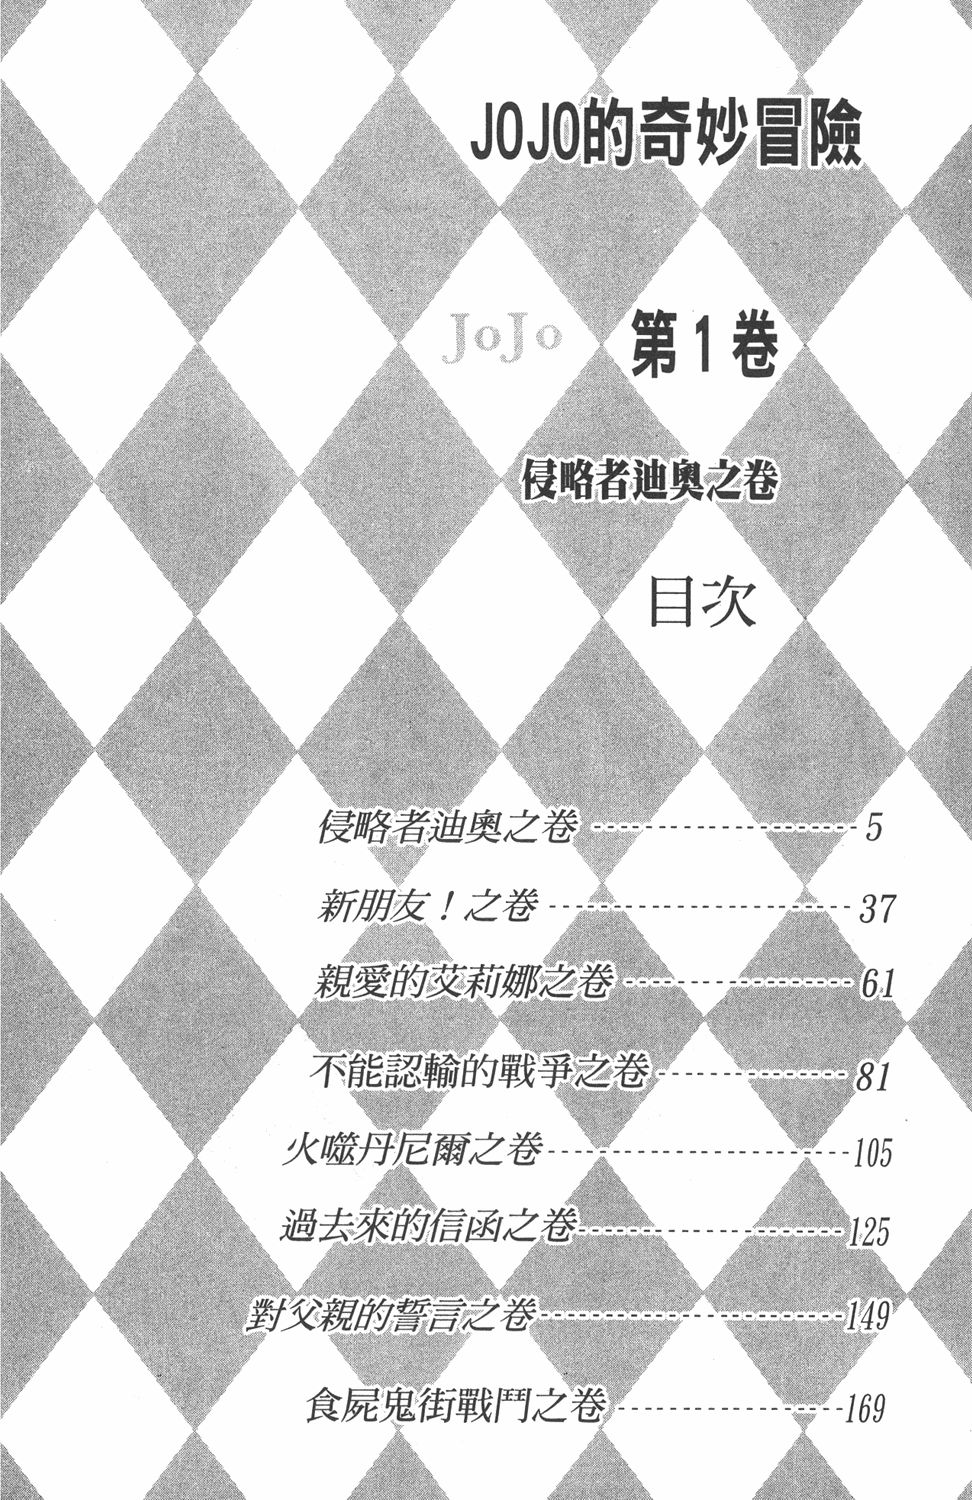 JOJO的奇妙冒險
JoJo 第1卷
侵略者迪奧之卷
目次
侵略者迪奧之卷 5
新朋友！之卷 37
親愛的艾莉娜之卷 61
不能認輸的戰爭之卷 81
火噬丹尼爾之卷 105
過去來的信函之卷 125
對父親的誓言之卷 149
食屍鬼街戰鬥之卷 169